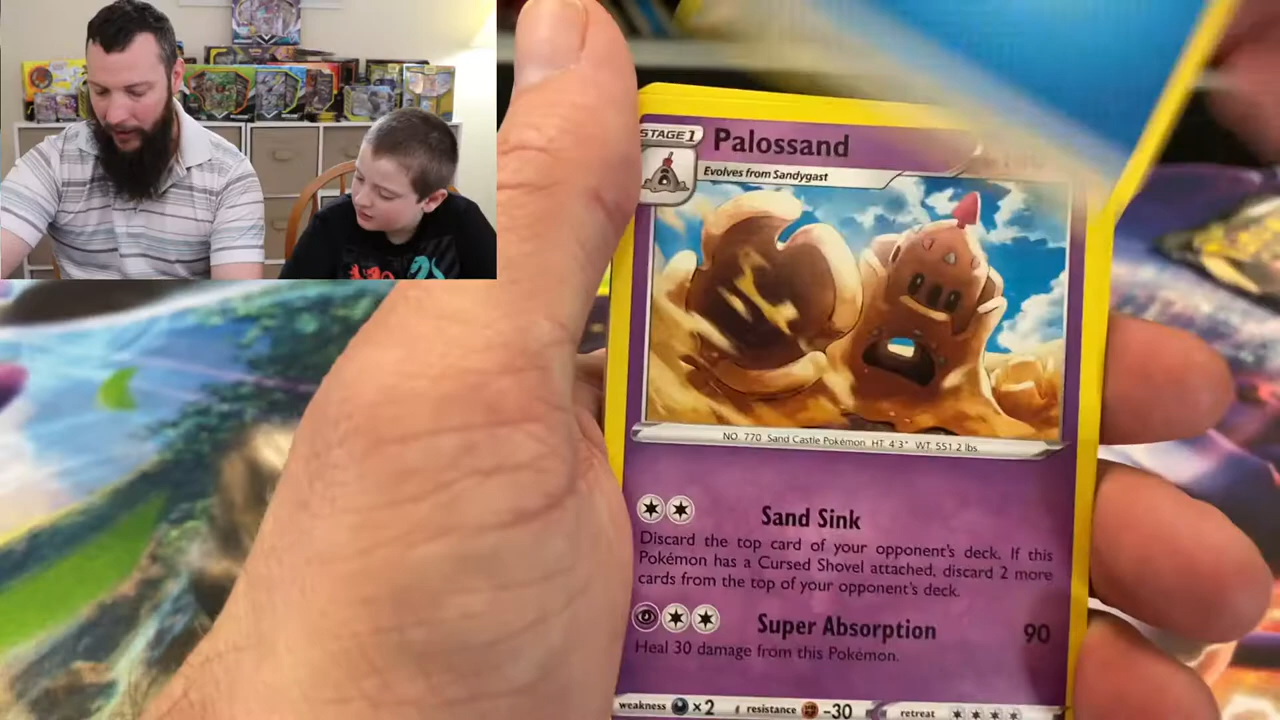 STAGE 1
Palossand
Evolves from Sandygast
NO. 770 Sand Castle Pokémon HT. 4'3" WT. 551.2 lbs.
Sand Sink
Discard the top card of your opponent's deck. If this
Pokémon has a Cursed Shovel attached, discard 2 more
cards from the top of your opponent's deck.
Super Absorption 90
Heal 30 damage from this Pokémon.
weakness ×2 resistance -30 retreat